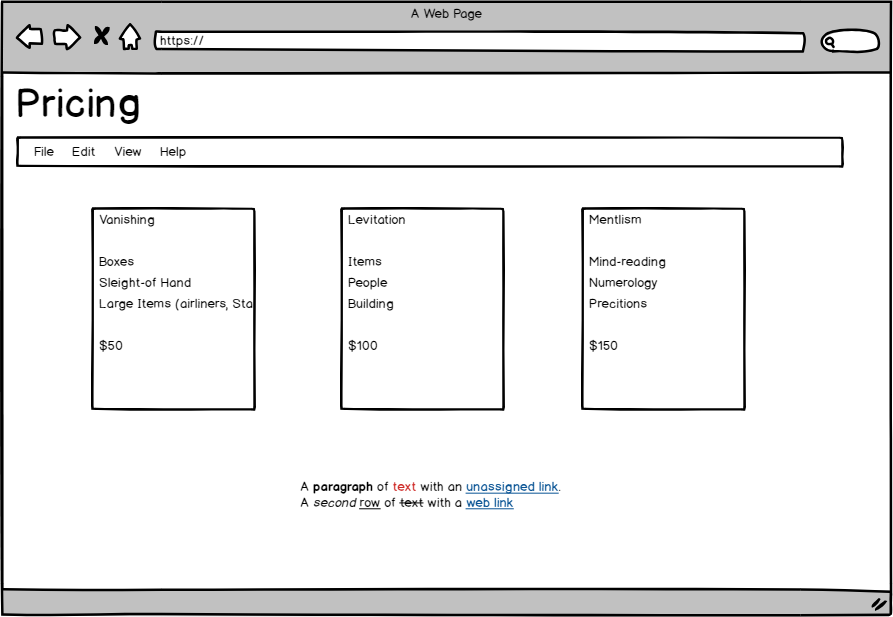 A Web Page
https://
Pricing
File Edit View Help
Vanishing
Boxes
Sleight-of Hand
Large Items (airliners, Sta
$50
Levitation
Items
People
Building
$100
Mentlism
Mind-reading
Numerology
Precitions
$150
A paragraph of text with an unassigned link.
A second row of text with a web link